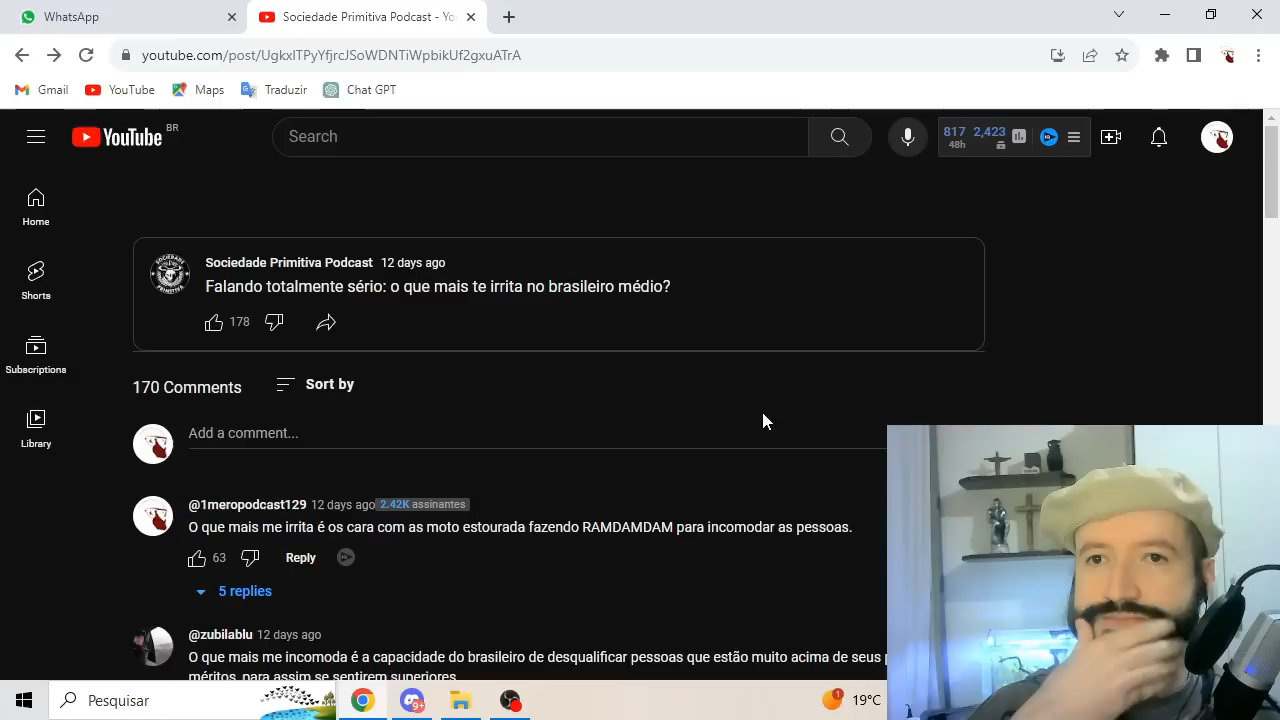 WhatsApp
Sociedade Primitiva Podcast - Yo
youtube.com/post/UgkxlTPyYfjrcJSoWDNTiWpbikUf2gxuATrA
Gmail
YouTube
Maps
Traduzir
Chat GPT
YouTube BR
Search
817 2,423
48h
Home
Shorts
Subscriptions
Library
SOCIEDADE
PRIMITIVA
Sociedade Primitiva Podcast 12 days ago
Falando totalmente sério: o que mais te irrita no brasileiro médio?
178
170 Comments
Sort by
Add a comment...
@1meropodcast129 12 days ago 2.42K assinantes
O que mais me irrita é os cara com as moto estourada fazendo RAMDAMDAM para incomodar as pessoas.
63
Reply
5 replies
@zubilablu 12 days ago
O que mais me incomoda é a capacidade do brasileiro de desqualificar pessoas que estão muito acima de seus
méritos, para assim se sentirem superiores
Pesquisar
9+
1
19°C